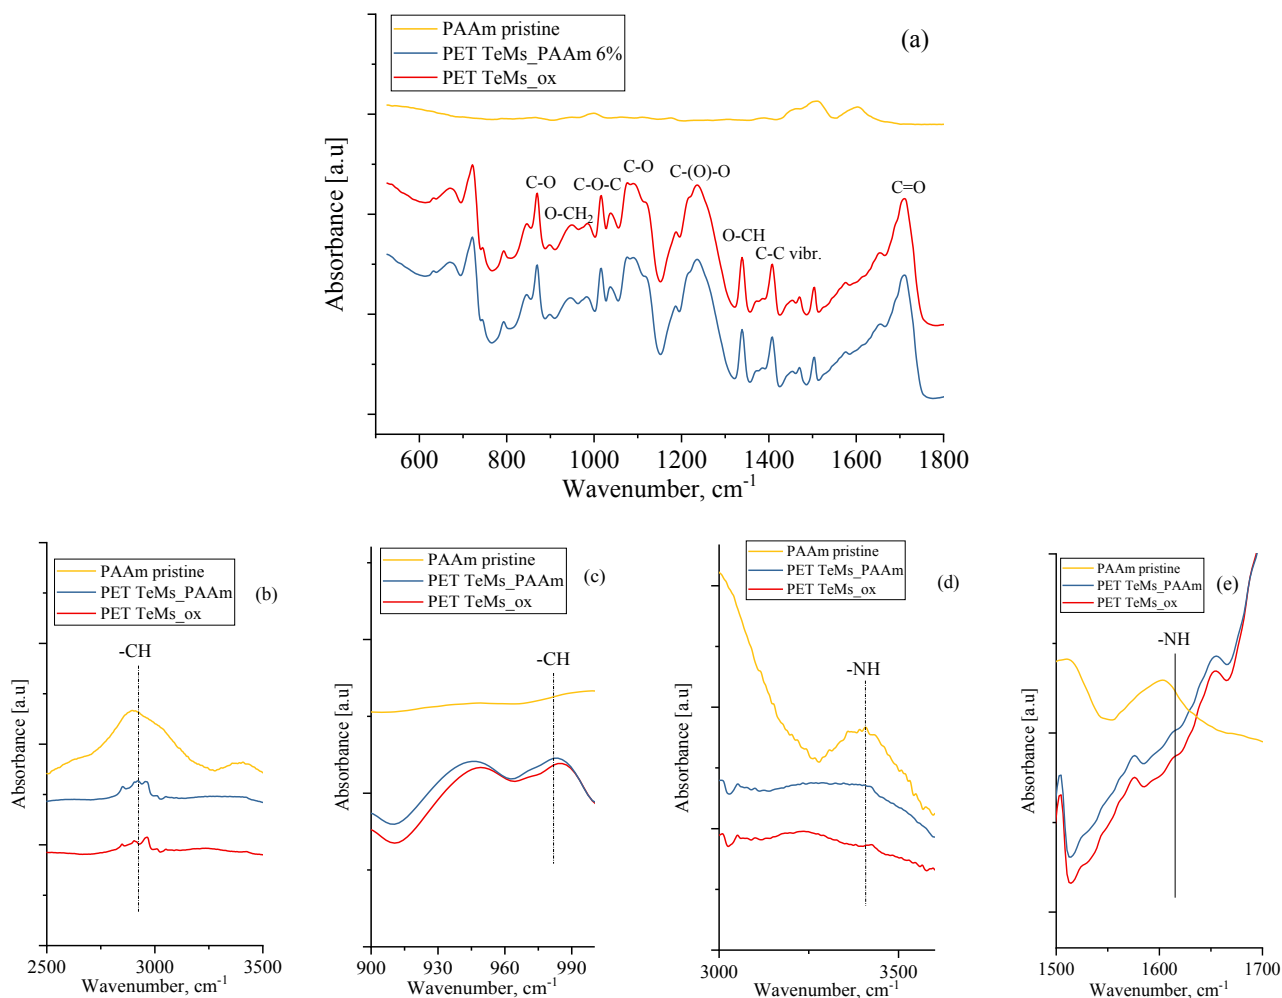 PAAm pristine
PET TeMs_PAAm 6%
PET TeMs_ox
(a)
Absorbance [a.u]
C-O
O-CH2
C-O-C
C-O
C-(O)-O
O-CH
C-C vibr.
C=O
600 800 1000 1200 1400 1600 1800
Wavenumber, cm-1
PAAm pristine
PET TeMs_PAAm
PET TeMs_ox
(b)
-CH
Absorbance [a.u]
2500 3000 3500
Wavenumber, cm-1
PAAm pristine
PET TeMs_PAAm
PET TeMs_ox
(c)
-CH
Absorbance [a.u]
900 930 960 990
Wavenumber, cm-1
PAAm pristine
PET TeMs_PAAm
PET TeMs_ox
(d)
-NH
Absorbance [a.u]
3000 3500
Wavenumber, cm-1
PAAm pristine
PET TeMs_PAAm
PET TeMs_ox
(e)
-NH
Absorbance [a.u]
1500 1600 1700
Wavenumber, cm-1